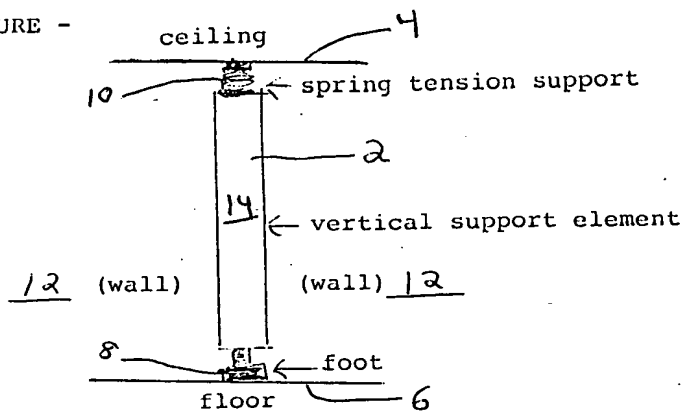 URE -
ceiling
4
10
spring tension support
2
14
vertical support element
12 (wall)
(wall) 12
8
foot
floor
6